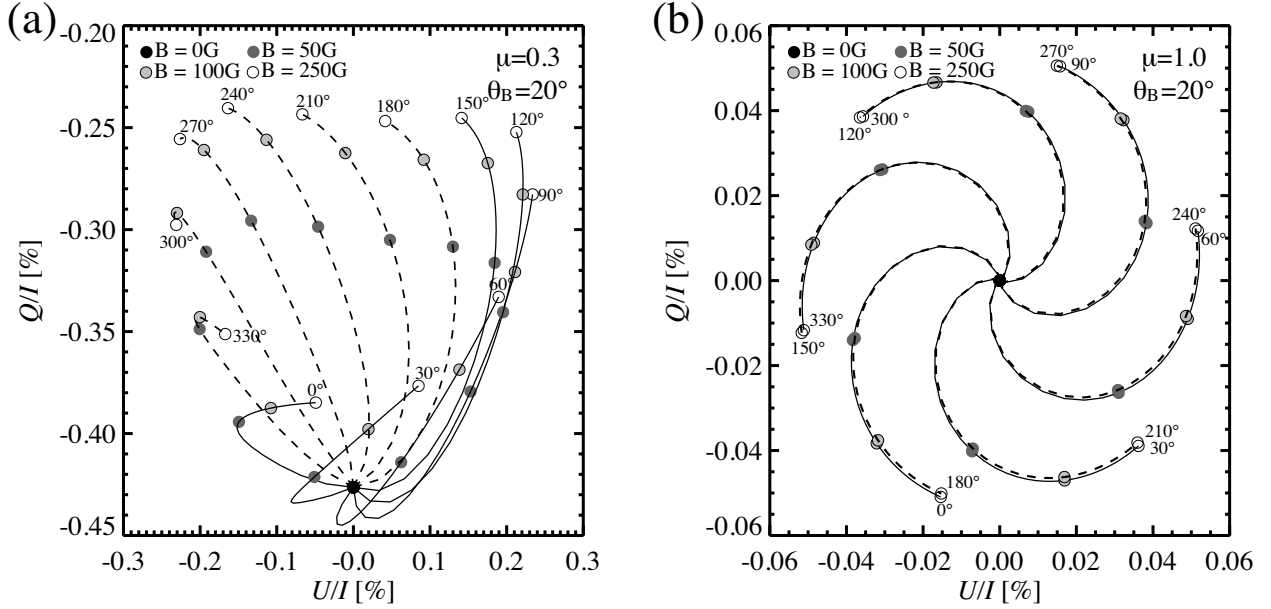 (a)
B = 0G B = 50G
B = 100G B = 250G
μ=0.3
θB=20°
240° 210° 180° 150° 120°
270°
90°
300°
60°
330°
30°
0°
-0.20
-0.25
-0.30
-0.35
-0.40
-0.45
Q/I [%]
-0.3 -0.2 -0.1 -0.0 0.1 0.2 0.3
U/I [%]
(b)
B = 0G B = 50G
B = 100G B = 250G
μ=1.0
θB=20°
270° 90°
120° 300°
240°
60°
330°
150°
210°
30°
180°
0°
0.06
0.04
0.02
0.00
-0.02
-0.04
-0.06
Q/I [%]
-0.06 -0.04 -0.02 0.00 0.02 0.04 0.06
U/I [%]